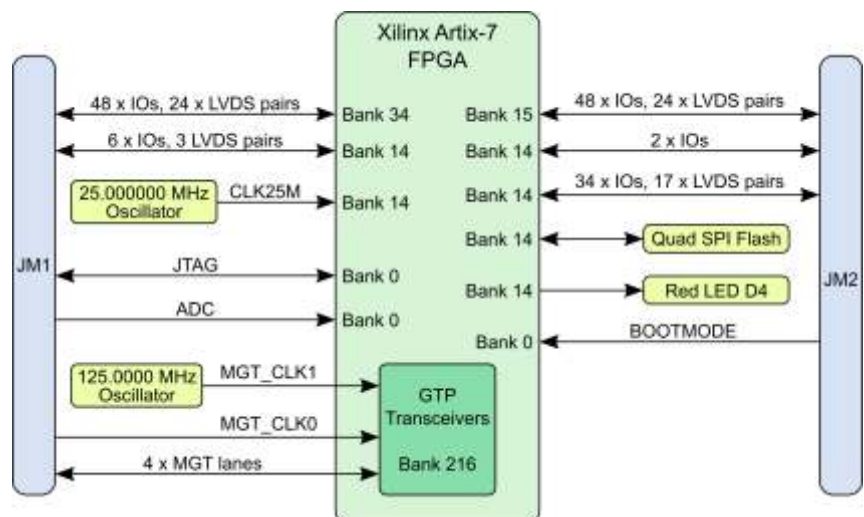 Xilinx Artix-7
FPGA
48 x IOs, 24 x LVDS pairs
Bank 34
Bank 15
48 x IOs, 24 x LVDS pairs
6 x IOs, 3 LVDS pairs
Bank 14
Bank 14
2 x IOs
25.000000 MHz
Oscillator
CLK25M
Bank 14
Bank 14
34 x IOs, 17 x LVDS pairs
Bank 14
Quad SPI Flash
JM1
JTAG
Bank 0
Bank 14
Red LED D4
JM2
ADC
Bank 0
Bank 0
BOOTMODE
125.0000 MHz
Oscillator
MGT_CLK1
GTP
Transceivers
MGT_CLK0
Bank 216
4 x MGT lanes